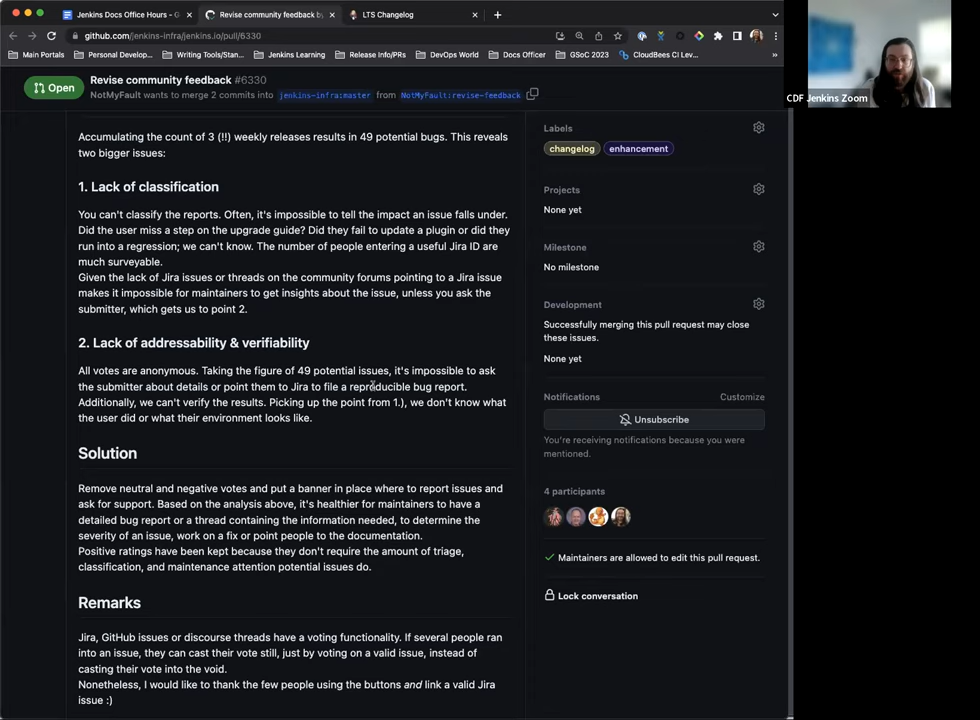 Jenkins Docs Office Hours - G
Revise community feedback by
LTS Changelog
github.com/jenkins-infra/jenkins.io/pull/6330
Main Portals
Personal Develop...
Writing Tools/Stan...
Jenkins Learning
Release Info/PRs
DevOps World
Docs Officer
GSoC 2023
CloudBees CI Lev...
Open
Revise community feedback #6330
NotMyFault wants to merge 2 commits into jenkins-infra:master from NotMyFault:revise-feedback
CDF Jenkins Zoom
Accumulating the count of 3 (!!) weekly releases results in 49 potential bugs. This reveals
two bigger issues:
1. Lack of classification
You can't classify the reports. Often, it's impossible to tell the impact an issue falls under.
Did the user miss a step on the upgrade guide? Did they fail to update a plugin or did they
run into a regression; we can't know. The number of people entering a useful Jira ID are
much surveyable.
Given the lack of Jira issues or threads on the community forums pointing to a Jira issue
makes it impossible for maintainers to get insights about the issue, unless you ask the
submitter, which gets us to point 2.
2. Lack of addressability & verifiability
All votes are anonymous. Taking the figure of 49 potential issues, it's impossible to ask
the submitter about details or point them to Jira to file a reproducible bug report.
Additionally, we can't verify the results. Picking up the point from 1.), we don't know what
the user did or what their environment looks like.
Solution
Remove neutral and negative votes and put a banner in place where to report issues and
ask for support. Based on the analysis above, it's healthier for maintainers to have a
detailed bug report or a thread containing the information needed, to determine the
severity of an issue, work on a fix or point people to the documentation.
Positive ratings have been kept because they don't require the amount of triage,
classification, and maintenance attention potential issues do.
Remarks
Jira, GitHub issues or discourse threads have a voting functionality. If several people ran
into an issue, they can cast their vote still, just by voting on a valid issue, instead of
casting their vote into the void.
Nonetheless, I would like to thank the few people using the buttons and link a valid Jira
issue :)
Labels
changelog
enhancement
Projects
None yet
Milestone
No milestone
Development
Successfully merging this pull request may close
these issues.
None yet
Notifications
Customize
Unsubscribe
You're receiving notifications because you were
mentioned.
4 participants
Maintainers are allowed to edit this pull request.
Lock conversation